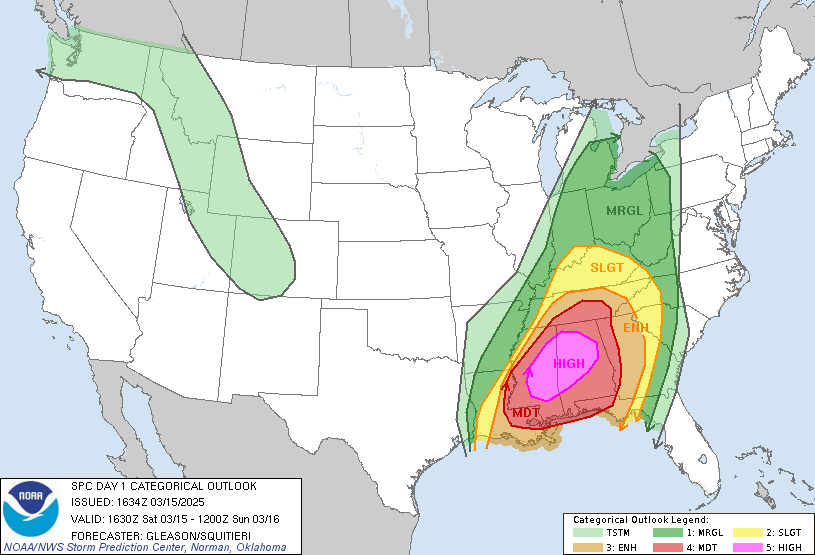 MRGL
SLGT
ENH
HIGH
MDT
NOAA
SPC DAY 1 CATEGORICAL OUTLOOK
ISSUED: 1634Z 03/15/2025
VALID: 1630Z Sat 03/15 - 1200Z Sun 03/16
FORECASTER: GLEASON/SQUITIERI
NOAA/NWS Storm Prediction Center, Norman, Oklahoma
Categorical Outlook Legend:
TSTM 1: MRGL 2: SLGT
3: ENH 4: MDT 5: HIGH